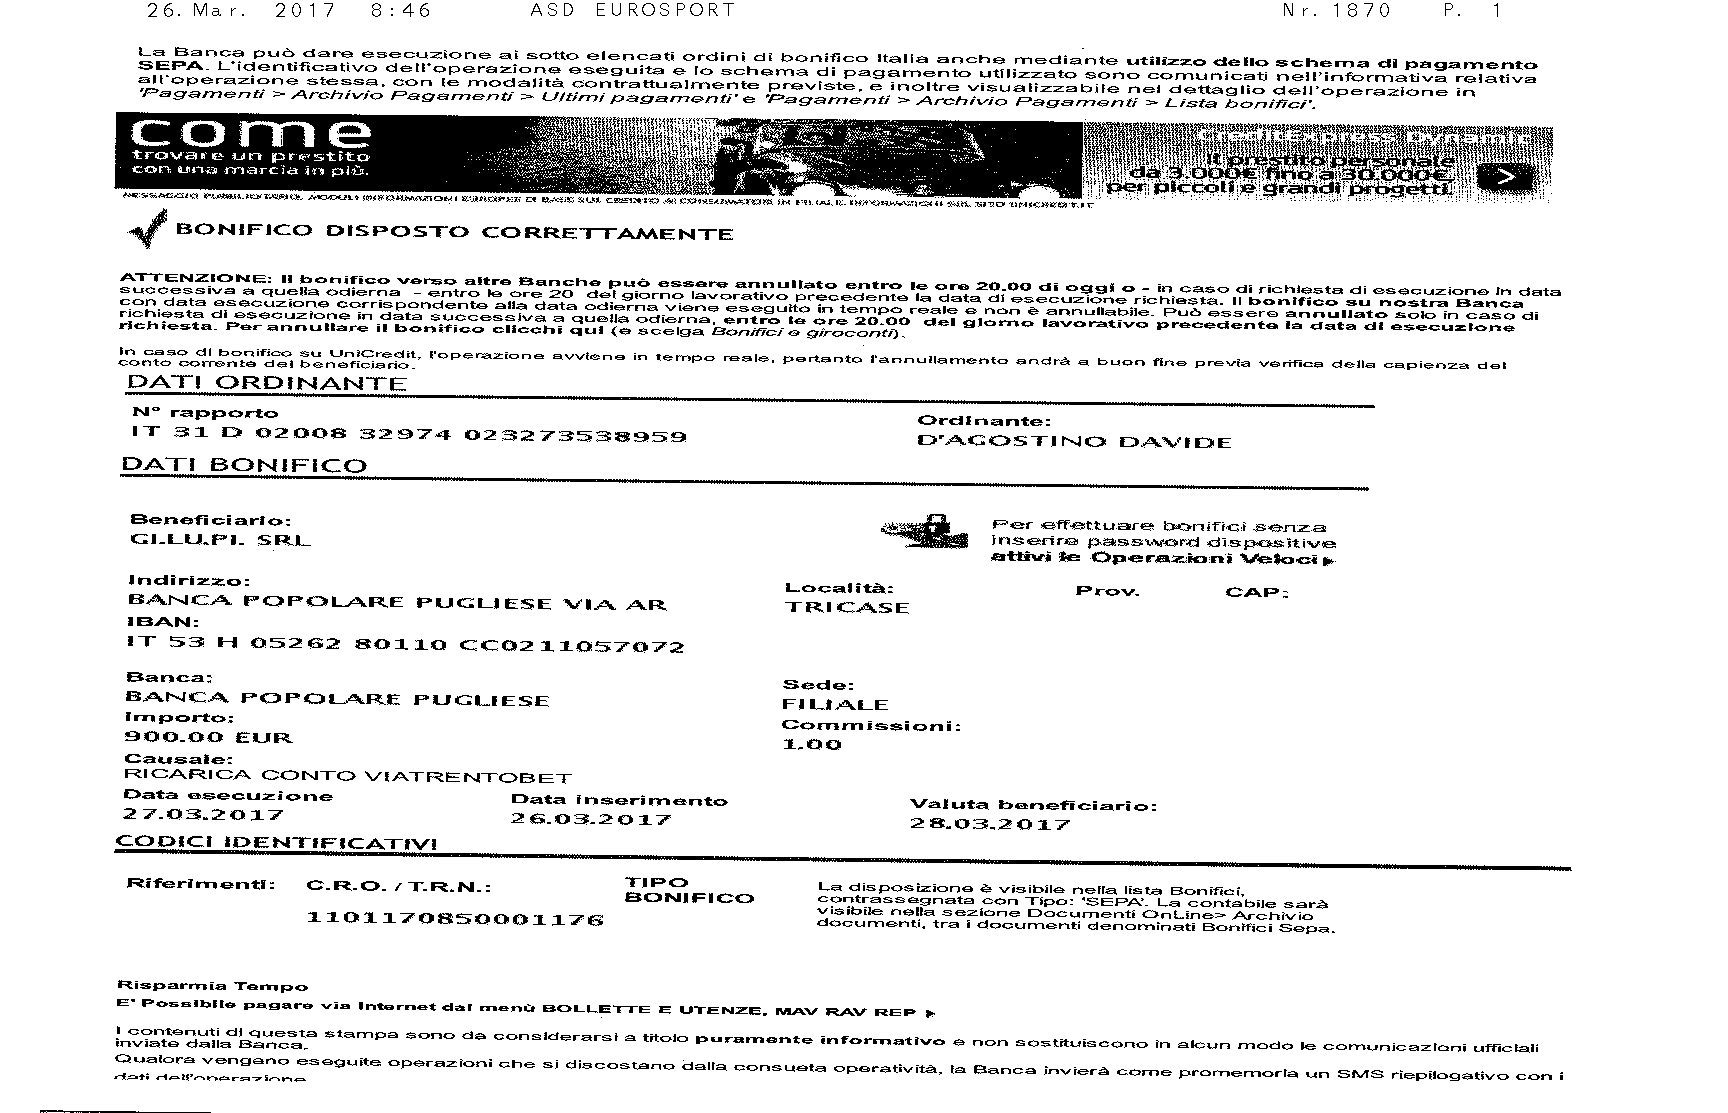 26. Mar. 2017 8:46 ASD EUROSPORT Nr. 1870 P. 1
La Banca può dare esecuzione ai sotto elencati ordini di bonifico Italia anche mediante utilizzo dello schema di pagamento
SEPA. L'identificativo dell'operazione eseguita e lo schema di pagamento utilizzato sono comunicati nell'informativa relativa
all'operazione stessa, con le modalità contrattualmente previste, e inoltre visualizzabile nel dettaglio dell'operazione in
'Pagamenti > Archivio Pagamenti > Ultimi pagamenti' e 'Pagamenti > Archivio Pagamenti > Lista bonifici'.
come
trovare un prestito
con una marcia in più.
Il prestito personale
da 3.000€ fino a 30.000€
per piccoli e grandi progetti.
MESSAGGIO PUBBLICITARIO. MODULI INFORMAZIONI EUROPEE DI BASE SUL CREDITO AI CONSUMATORI IN FILIALE. INFORMATIVA SUL SITO UNICREDIT.IT
BONIFICO DISPOSTO CORRETTAMENTE
ATTENZIONE: Il bonifico verso altre Banche può essere annullato entro le ore 20.00 di oggi o - in caso di richiesta di esecuzione in data
successiva a quella odierna - entro le ore 20 del giorno lavorativo precedente la data di esecuzione richiesta. Il bonifico su nostra Banca
con data esecuzione corrispondente alla data odierna viene eseguito in tempo reale e non è annullabile. Può essere annullato solo in caso di
richiesta di esecuzione in data successiva a quella odierna, entro le ore 20.00 del giorno lavorativo precedente la data di esecuzione
richiesta. Per annullare il bonifico clicchi qui (e scelga Bonifici e giroconti).
In caso di bonifico su UniCredit, l'operazione avviene in tempo reale, pertanto l'annullamento andrà a buon fine previa verifica della capienza del
conto corrente del beneficiario.
DATI ORDINANTE
N° rapporto Ordinante:
IT 31 D 02008 32974 023273538959 D'AGOSTINO DAVIDE
DATI BONIFICO
Beneficiario:
GI.LU.PI. SRL
Per effettuare bonifici senza
inserire password dispositive
attivi le Operazioni Veloci
Indirizzo: Località: Prov. CAP:
BANCA POPOLARE PUGLIESE VIA AR TRICASE
IBAN:
IT 53 H 05262 80110 CC0211057072
Banca: Sede:
BANCA POPOLARE PUGLIESE FILIALE
Importo: Commissioni:
900.00 EUR 1.00
Causale:
RICARICA CONTO VIATRENTOBET
Data esecuzione Data inserimento Valuta beneficiario:
27.03.2017 26.03.2017 28.03.2017
CODICI IDENTIFICATIVI
Riferimenti: C.R.O. / T.R.N.: TIPO BONIFICO
1101170850001176
La disposizione è visibile nella lista Bonifici,
contrassegnata con Tipo: 'SEPA'. La contabile sarà
visibile nella sezione Documenti OnLine> Archivio
documenti, tra i documenti denominati Bonifici Sepa.
Risparmia Tempo
E' Possibile pagare via Internet dal menù BOLLETTE E UTENZE, MAV RAV REP
I contenuti di questa stampa sono da considerarsi a titolo puramente informativo e non sostituiscono in alcun modo le comunicazioni ufficiali
inviate dalla Banca.
Qualora vengano eseguite operazioni che si discostano dalla consueta operatività, la Banca invierà come promemoria un SMS riepilogativo con i
dati dell'operazione